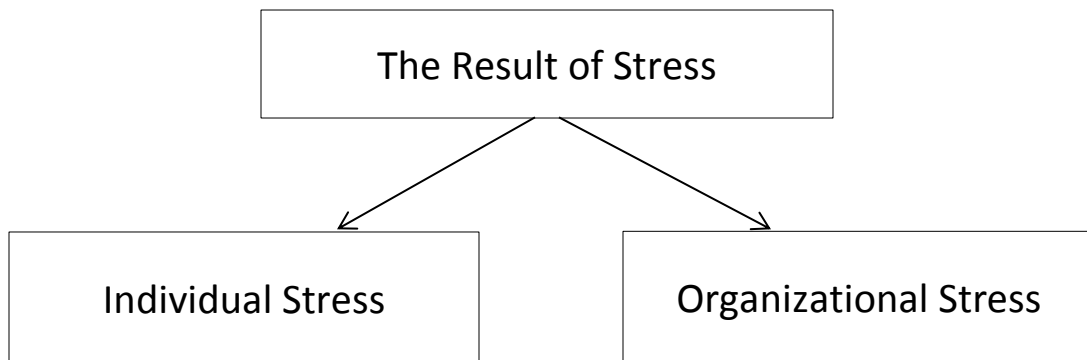 The Result of Stress
Individual Stress
Organizational Stress